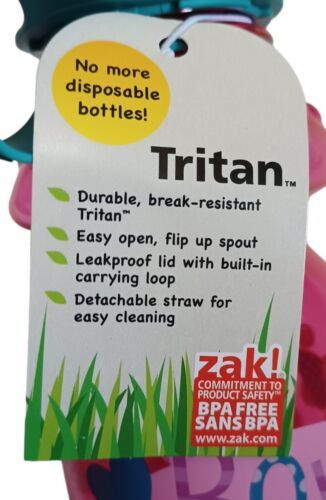 No more
disposable
bottles!
Tritan™
Durable, break-resistant
Tritan™
Easy open, flip up spout
Leakproof lid with built-in
carrying loop
Detachable straw for
easy cleaning
zak!
COMMITMENT TO
PRODUCT SAFETY™
BPA FREE
SANS BPA
www.zak.com